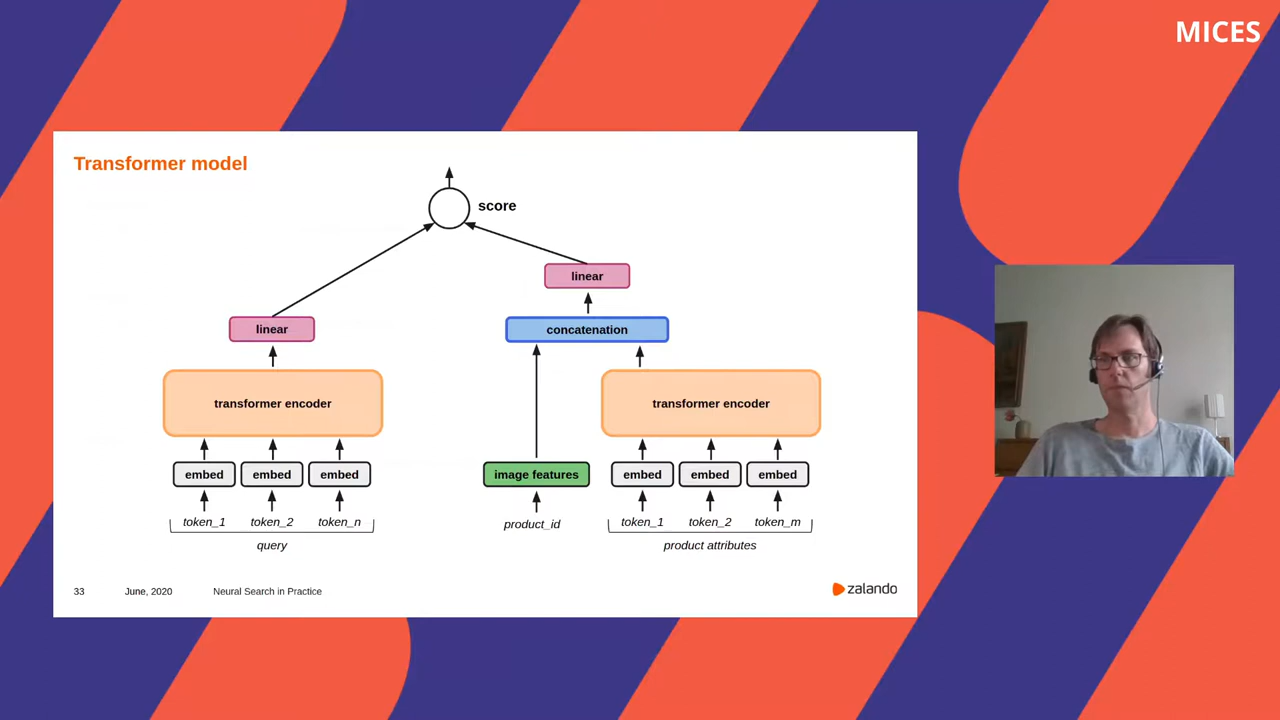 MICES
Transformer model
score
linear
linear
concatenation
transformer encoder
transformer encoder
embed embed embed
image features
embed embed embed
token_1 token_2 token_n
product_id
token_1 token_2 token_m
query
product attributes
33 June, 2020 Neural Search in Practice
zalando